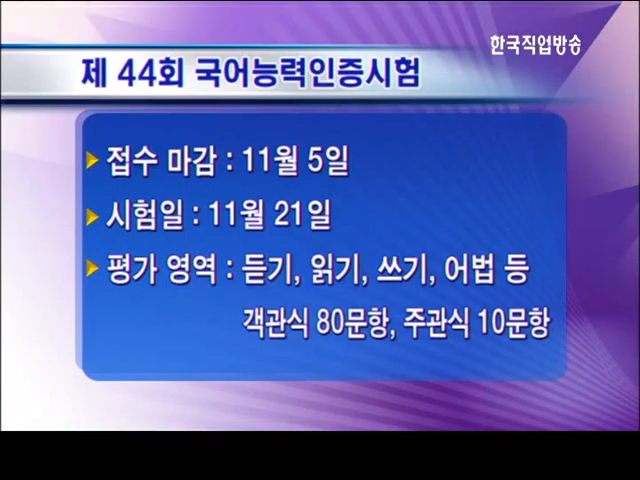 한국직업방송
제 44회 국어능력인증시험
접수 마감 : 11월 5일
시험일 : 11월 21일
평가 영역 : 듣기, 읽기, 쓰기, 어법 등
객관식 80문항, 주관식 10문항